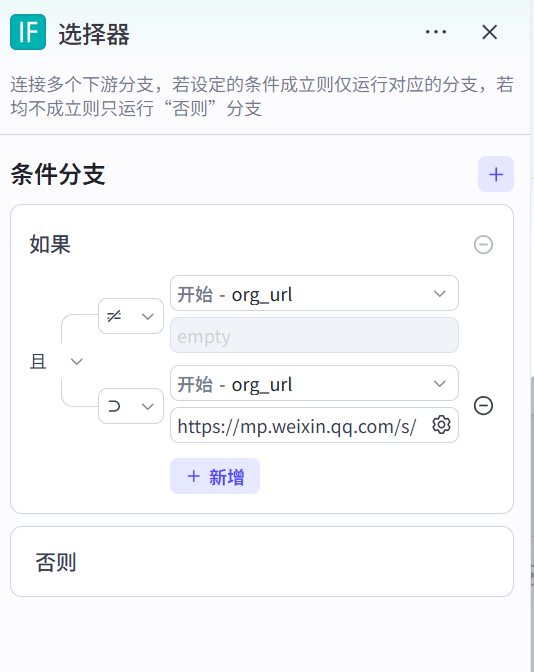 IF 选择器
连接多个下游分支，若设定的条件成立则仅运行对应的分支，若
均不成立则只运行“否则”分支
条件分支
如果
且
≠
开始 - org_url
empty
⊃
开始 - org_url
https://mp.weixin.qq.com/s/
+ 新增
否则